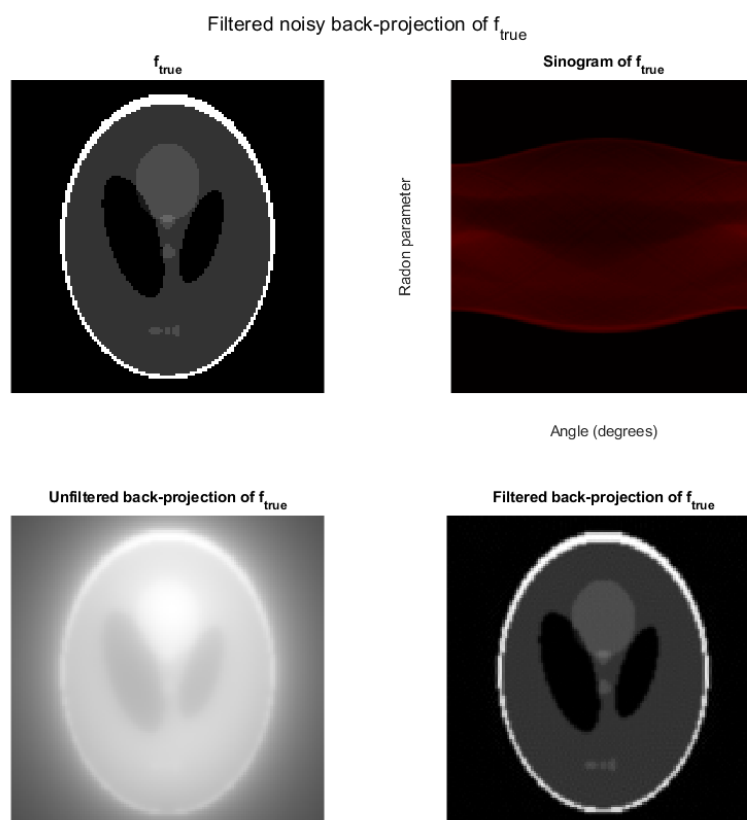 Filtered noisy back-projection of f_true
f_true
Sinogram of f_true
Radon parameter
Angle (degrees)
Unfiltered back-projection of f_true
Filtered back-projection of f_true